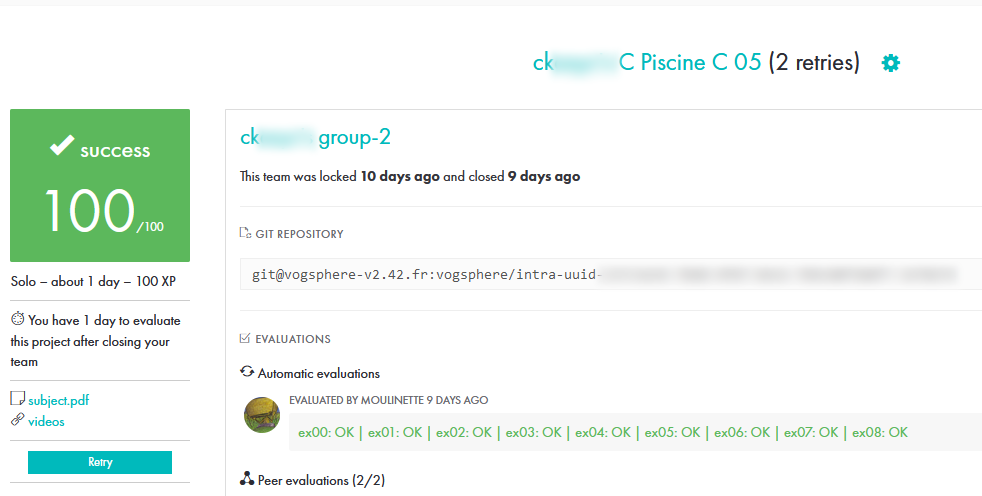 ck C Piscine C 05 (2 retries)
success
100 /100
Solo – about 1 day – 100 XP
You have 1 day to evaluate
this project after closing your
team
subject.pdf
videos
Retry
ck group-2
This team was locked 10 days ago and closed 9 days ago
GIT REPOSITORY
git@vogsphere-v2.42.fr:vogsphere/intra-uuid-
EVALUATIONS
Automatic evaluations
EVALUATED BY MOULINETTE 9 DAYS AGO
ex00: OK | ex01: OK | ex02: OK | ex03: OK | ex04: OK | ex05: OK | ex06: OK | ex07: OK | ex08: OK
Peer evaluations (2/2)